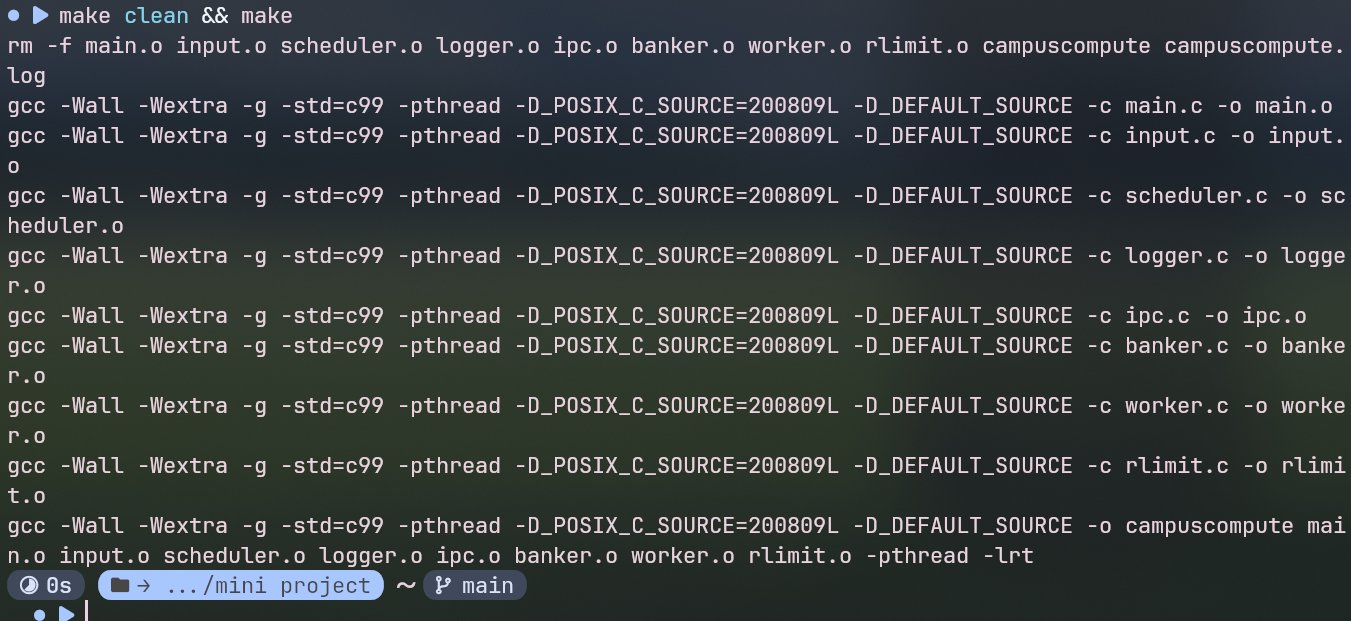 make clean && make
rm -f main.o input.o scheduler.o logger.o ipc.o banker.o worker.o rlimit.o campuscompute campuscompute.
log
gcc -Wall -Wextra -g -std=c99 -pthread -D_POSIX_C_SOURCE=200809L -D_DEFAULT_SOURCE -c main.c -o main.o
gcc -Wall -Wextra -g -std=c99 -pthread -D_POSIX_C_SOURCE=200809L -D_DEFAULT_SOURCE -c input.c -o input.
o
gcc -Wall -Wextra -g -std=c99 -pthread -D_POSIX_C_SOURCE=200809L -D_DEFAULT_SOURCE -c scheduler.c -o sc
heduler.o
gcc -Wall -Wextra -g -std=c99 -pthread -D_POSIX_C_SOURCE=200809L -D_DEFAULT_SOURCE -c logger.c -o logge
r.o
gcc -Wall -Wextra -g -std=c99 -pthread -D_POSIX_C_SOURCE=200809L -D_DEFAULT_SOURCE -c ipc.c -o ipc.o
gcc -Wall -Wextra -g -std=c99 -pthread -D_POSIX_C_SOURCE=200809L -D_DEFAULT_SOURCE -c banker.c -o banke
r.o
gcc -Wall -Wextra -g -std=c99 -pthread -D_POSIX_C_SOURCE=200809L -D_DEFAULT_SOURCE -c worker.c -o worke
r.o
gcc -Wall -Wextra -g -std=c99 -pthread -D_POSIX_C_SOURCE=200809L -D_DEFAULT_SOURCE -c rlimit.c -o rlimi
t.o
gcc -Wall -Wextra -g -std=c99 -pthread -D_POSIX_C_SOURCE=200809L -D_DEFAULT_SOURCE -o campuscompute mai
n.o input.o scheduler.o logger.o ipc.o banker.o worker.o rlimit.o -pthread -lrt
0s → .../mini project ~ main